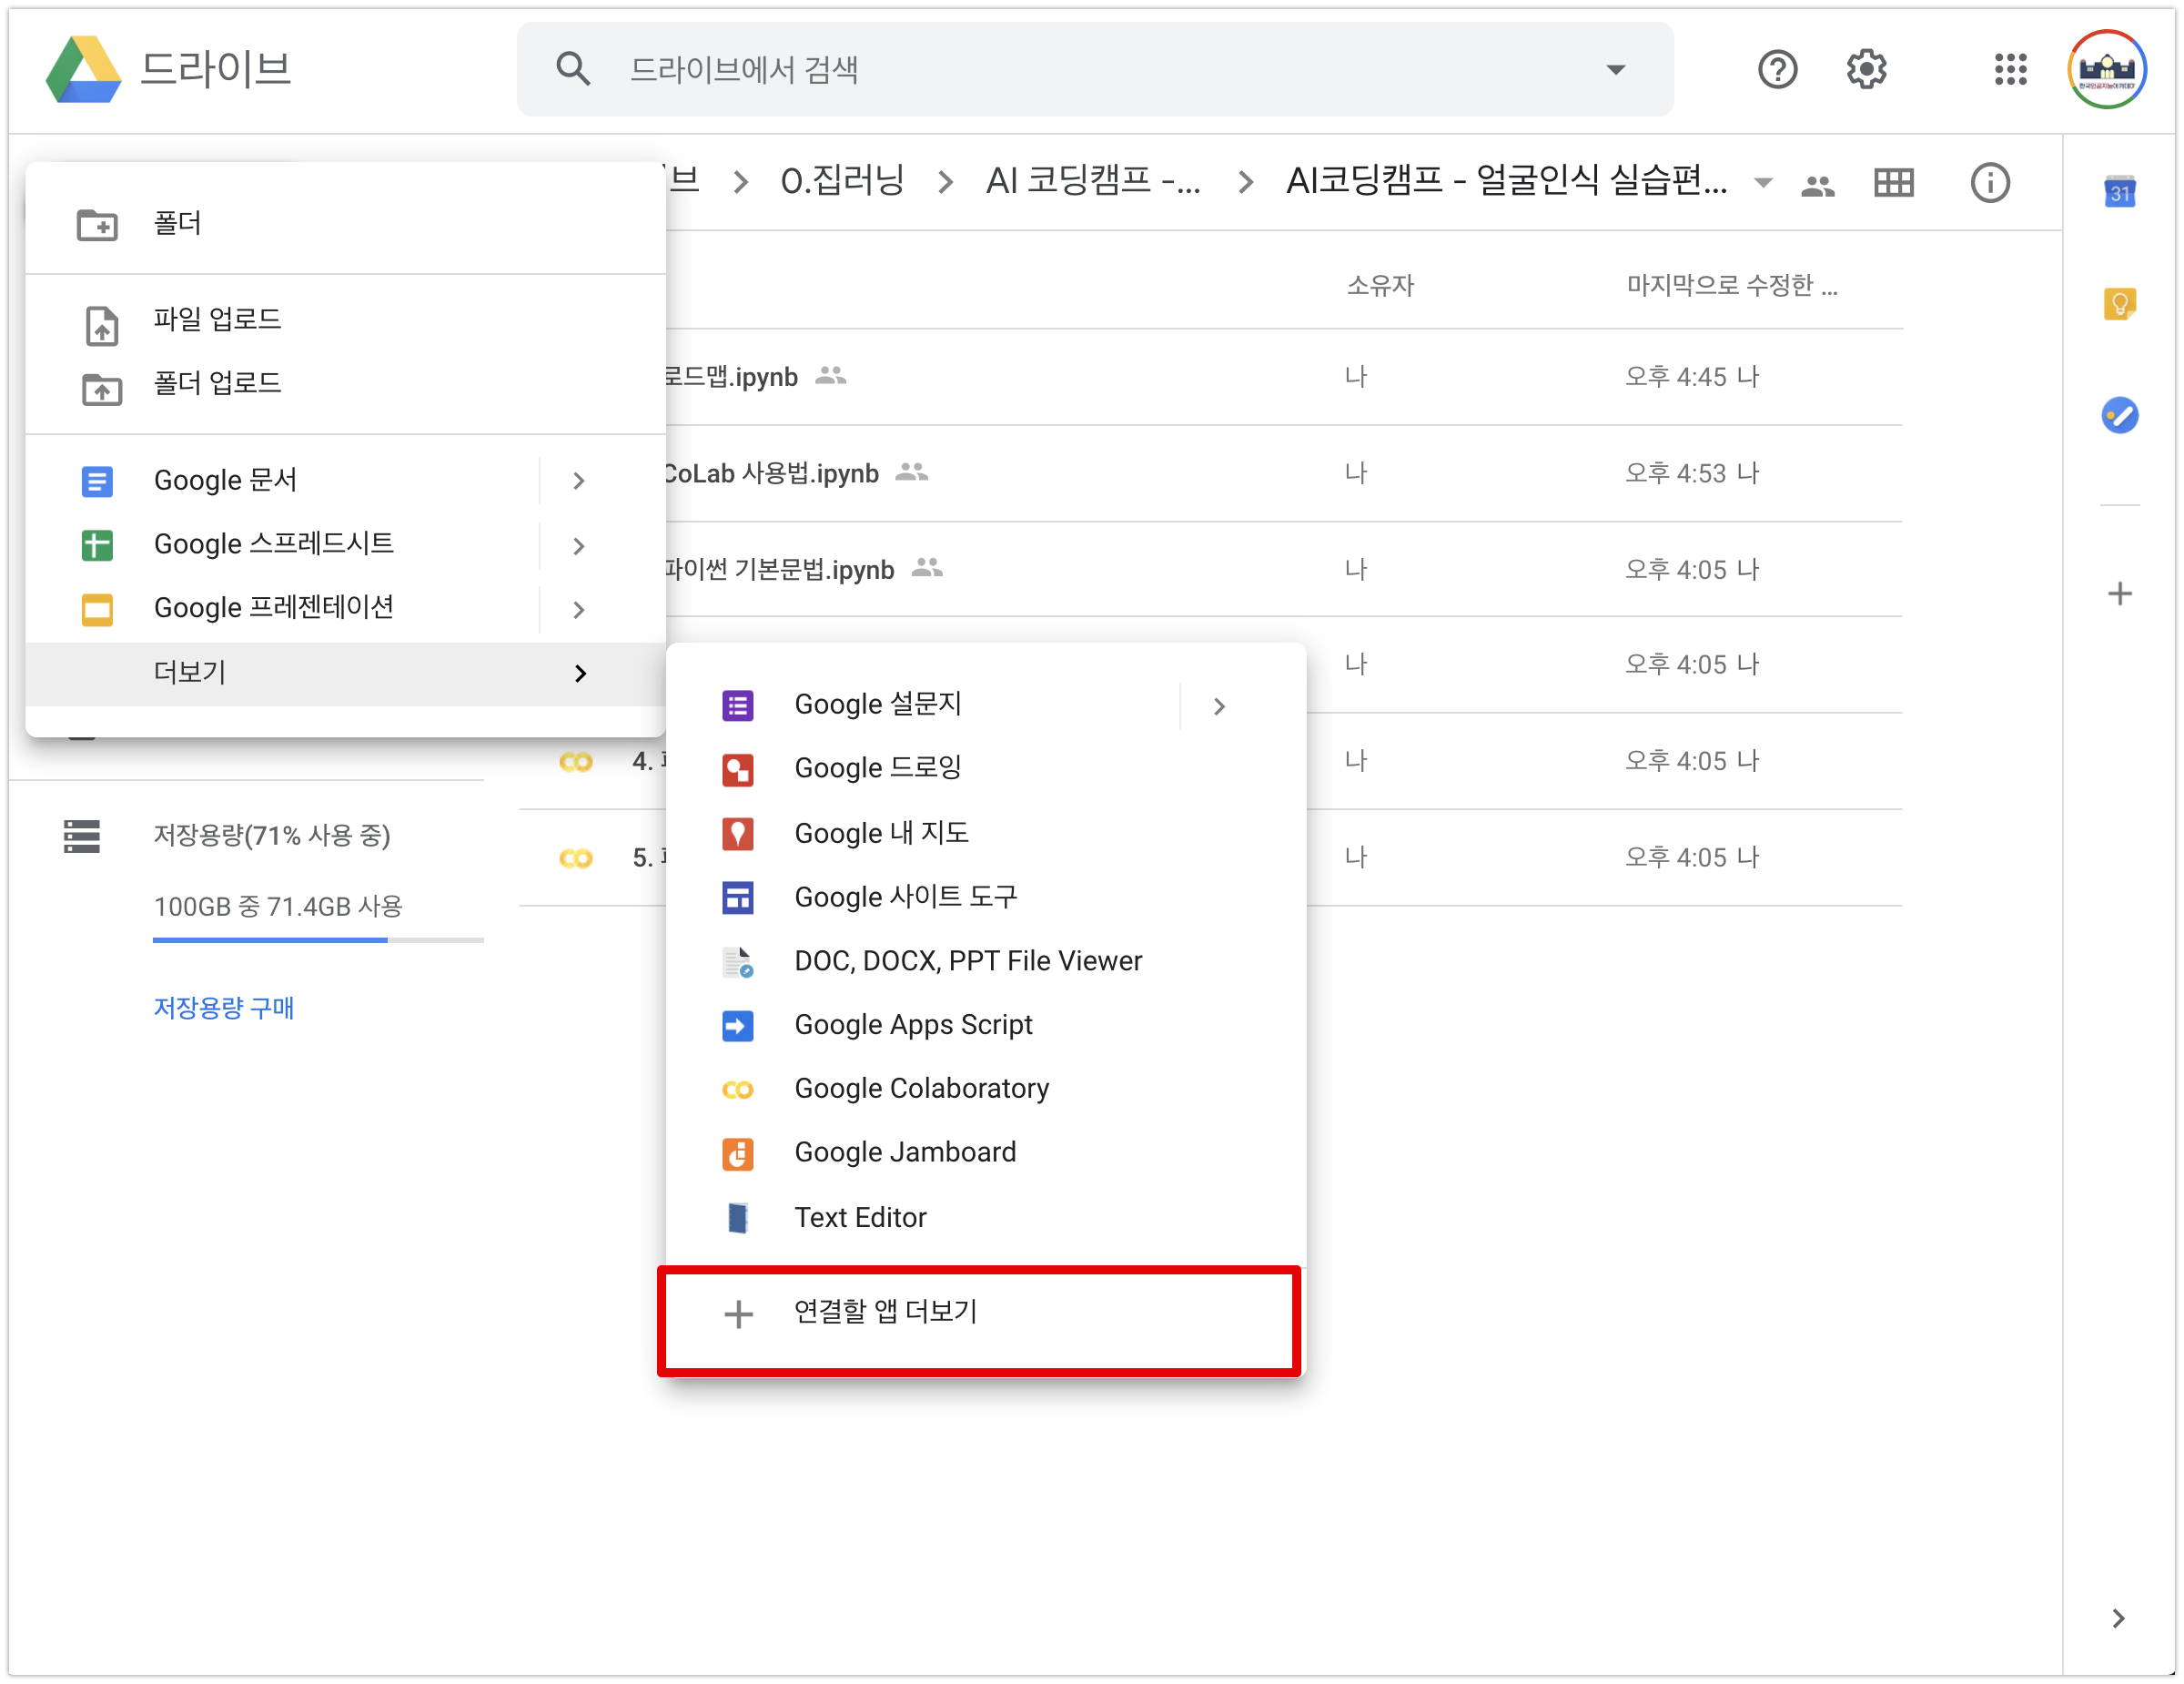 드라이브
드라이브에서 검색
브 > 0.집러닝 > AI 코딩캠프 -... > AI코딩캠프 - 얼굴인식 실습편...
31
폴더
파일 업로드
폴더 업로드
Google 문서
Google 스프레드시트
Google 프레젠테이션
더보기
소유자 마지막으로 수정한 ...
로드맵.ipynb 나 오후 4:45 나
CoLab 사용법.ipynb 나 오후 4:53 나
파이썬 기본문법.ipynb 나 오후 4:05 나
나 오후 4:05 나
4. 나 오후 4:05 나
5. 나 오후 4:05 나
Google 설문지
Google 드로잉
Google 내 지도
Google 사이트 도구
DOC, DOCX, PPT File Viewer
Google Apps Script
Google Colaboratory
Google Jamboard
Text Editor
연결할 앱 더보기
저장용량(71% 사용 중)
100GB 중 71.4GB 사용
저장용량 구매